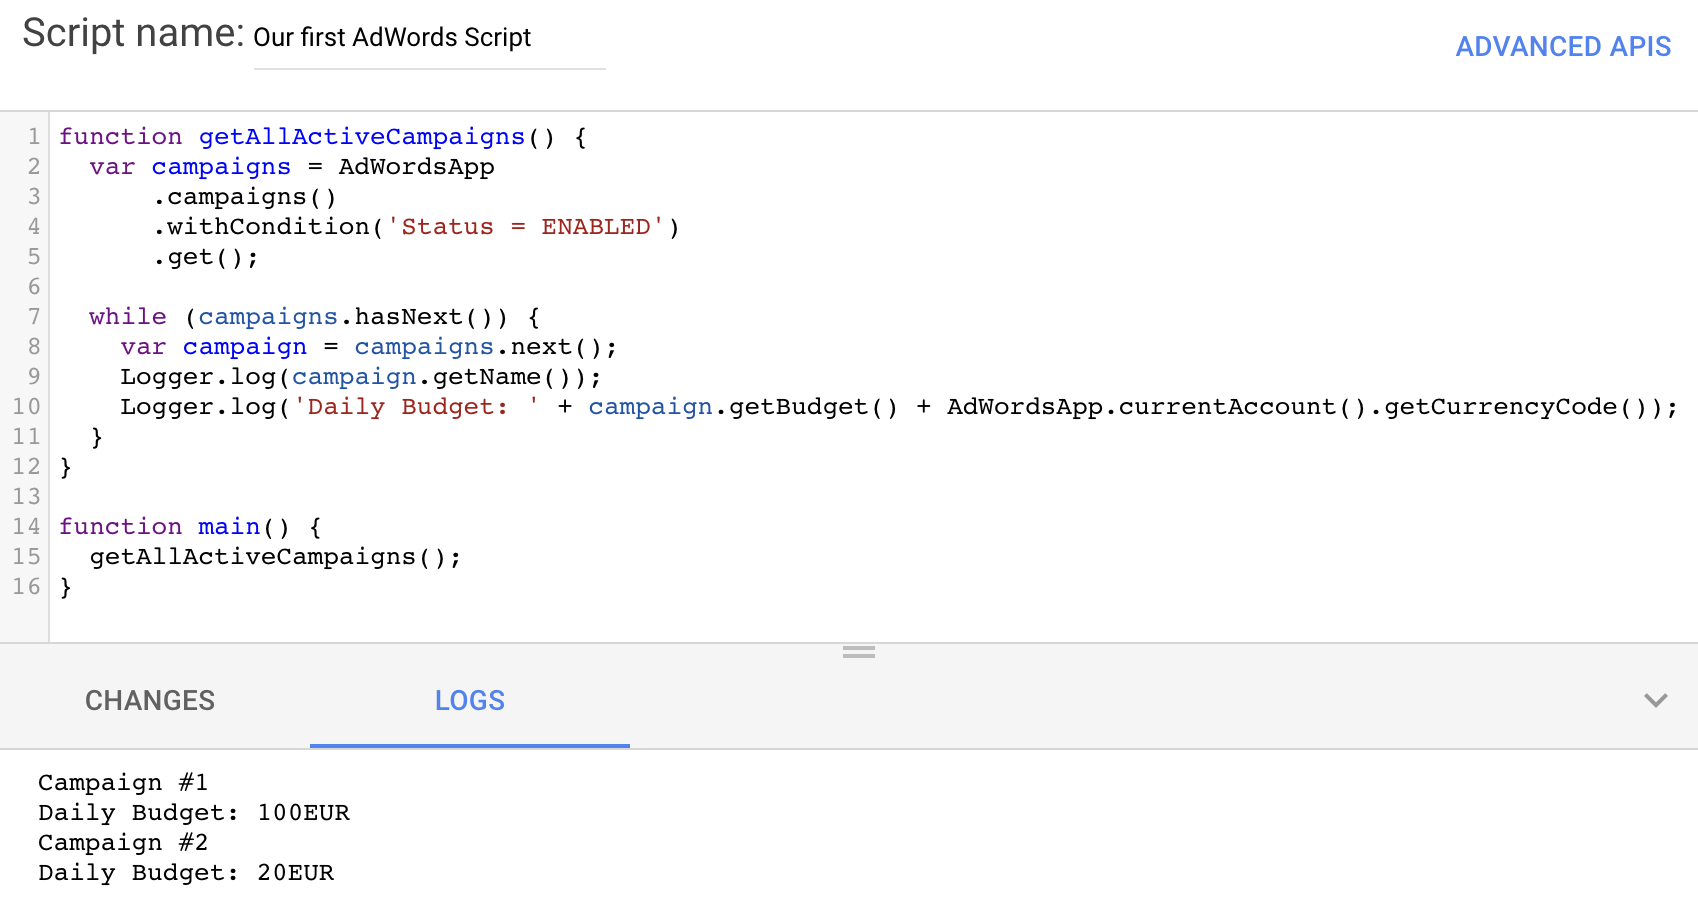 Script name: Our first AdWords Script
ADVANCED APIS
1 function getAllActiveCampaigns() {
2   var campaigns = AdWordsApp
3       .campaigns()
4       .withCondition('Status = ENABLED')
5       .get();
6
7   while (campaigns.hasNext()) {
8     var campaign = campaigns.next();
9     Logger.log(campaign.getName());
10     Logger.log('Daily Budget: ' + campaign.getBudget() + AdWordsApp.currentAccount().getCurrencyCode());
11   }
12 }
13
14 function main() {
15   getAllActiveCampaigns();
16 }
CHANGES
LOGS
Campaign #1
Daily Budget: 100EUR
Campaign #2
Daily Budget: 20EUR